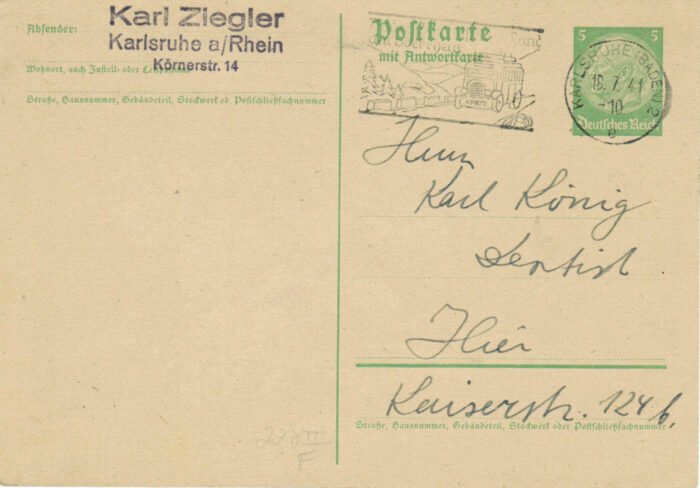 Absender:
Karl Ziegler
Karlsruhe a/Rhein
Körnerstr. 14
Wohnort, auch Zustell- oder
Straße, Hausnummer, Gebäudeteil, Stockwerk od. Postschließfachnummer
Postkarte
mit Antwortkarte
5 5
Deutsches Reich
KARLSRUHE (BADEN) 2
18.7.41
-10
e
Herrn
Karl König
Dentist
Hier
Kaiserstr. 124 b.
Straße, Hausnummer, Gebäudeteil, Stockwerk oder Postschließfachnummer